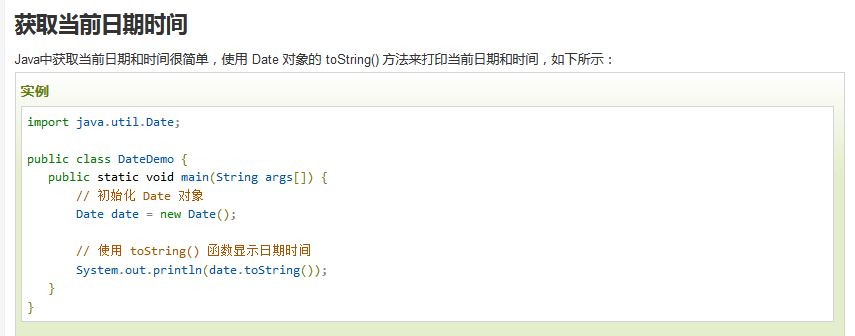 获取当前日期时间
Java中获取当前日期和时间很简单，使用 Date 对象的 toString() 方法来打印当前日期和时间，如下所示：
实例
import java.util.Date;

public class DateDemo {
   public static void main(String args[]) {
       // 初始化 Date 对象
       Date date = new Date();

       // 使用 toString() 函数显示日期时间
       System.out.println(date.toString());
   }
}